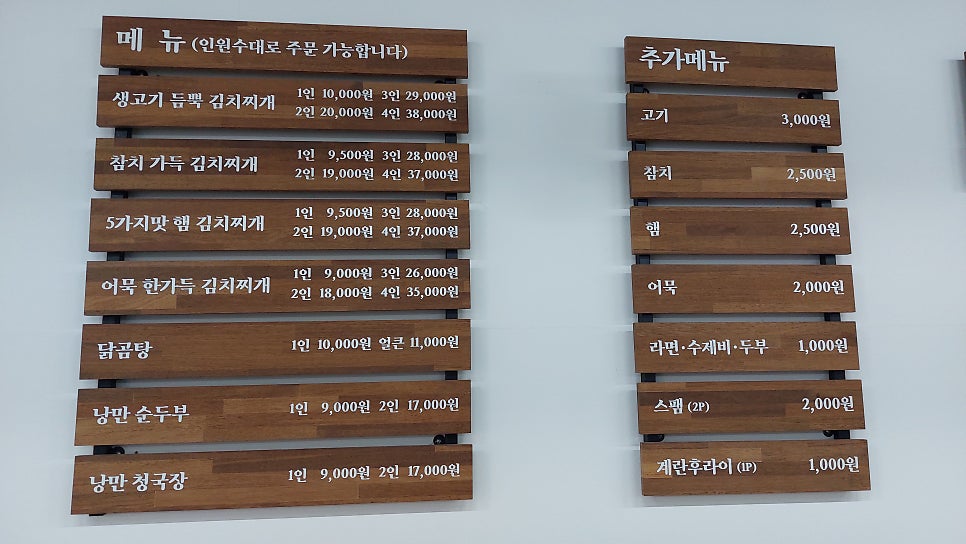 메 뉴 (인원수대로 주문 가능합니다)
생고기 듬뿍 김치찌개 1인 10,000원 3인 29,000원
2인 20,000원 4인 38,000원
참치 가득 김치찌개 1인 9,500원 3인 28,000원
2인 19,000원 4인 37,000원
5가지맛 햄 김치찌개 1인 9,500원 3인 28,000원
2인 19,000원 4인 37,000원
어묵 한가득 김치찌개 1인 9,000원 3인 26,000원
2인 18,000원 4인 35,000원
닭곰탕 1인 10,000원 얼큰 11,000원
낭만 순두부 1인 9,000원 2인 17,000원
낭만 청국장 1인 9,000원 2인 17,000원
추가메뉴
고기 3,000원
참치 2,500원
햄 2,500원
어묵 2,000원
라면·수제비·두부 1,000원
스팸 (2P) 2,000원
계란후라이 (1P) 1,000원